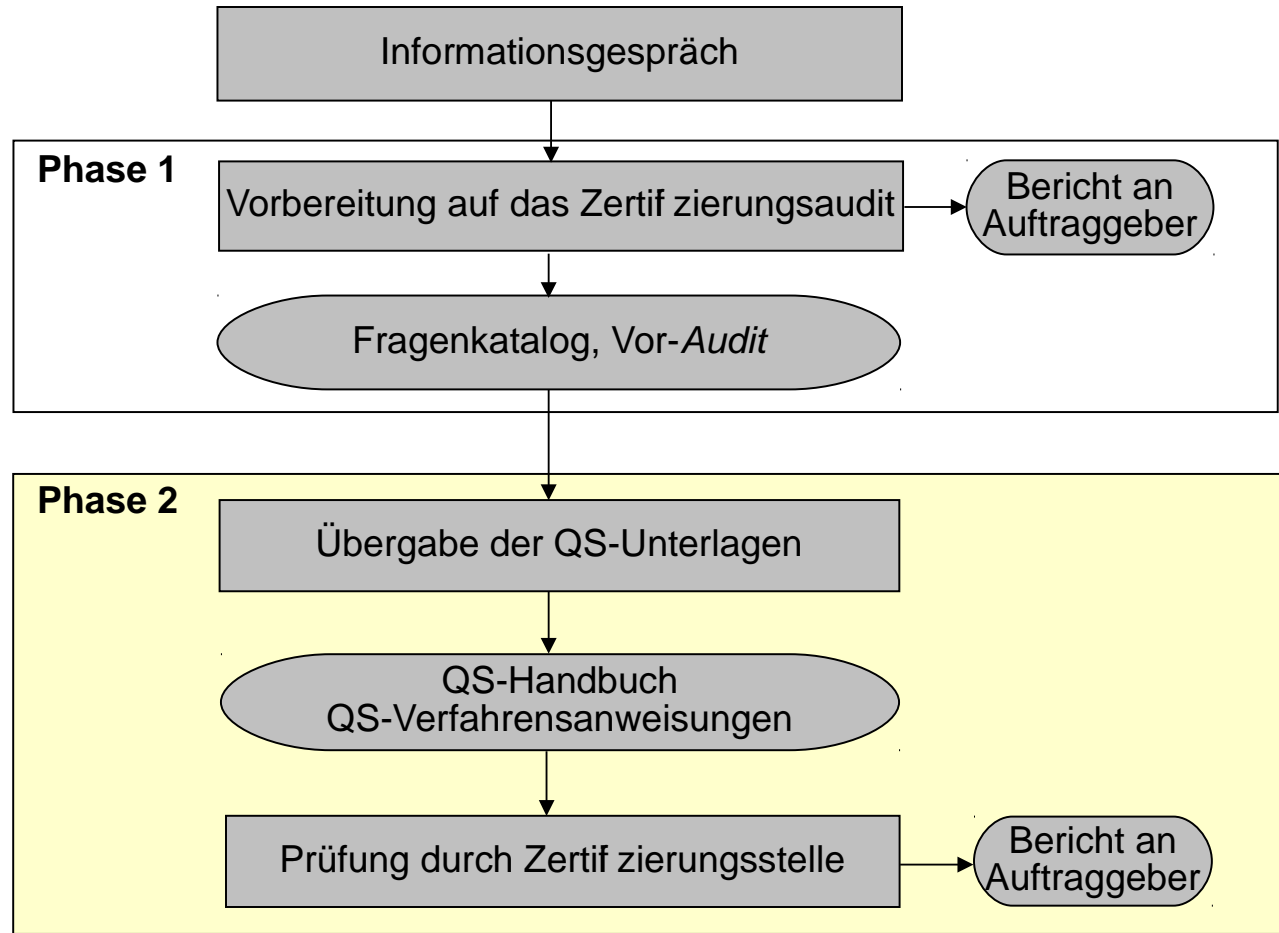 Informationsgespräch
Phase 1
Vorbereitung auf das Zertif zierungsaudit
Bericht an
Auftraggeber
Fragenkatalog, Vor-Audit
Phase 2
Übergabe der QS-Unterlagen
QS-Handbuch
QS-Verfahrensanweisungen
Prüfung durch Zertif zierungsstelle
Bericht an
Auftraggeber